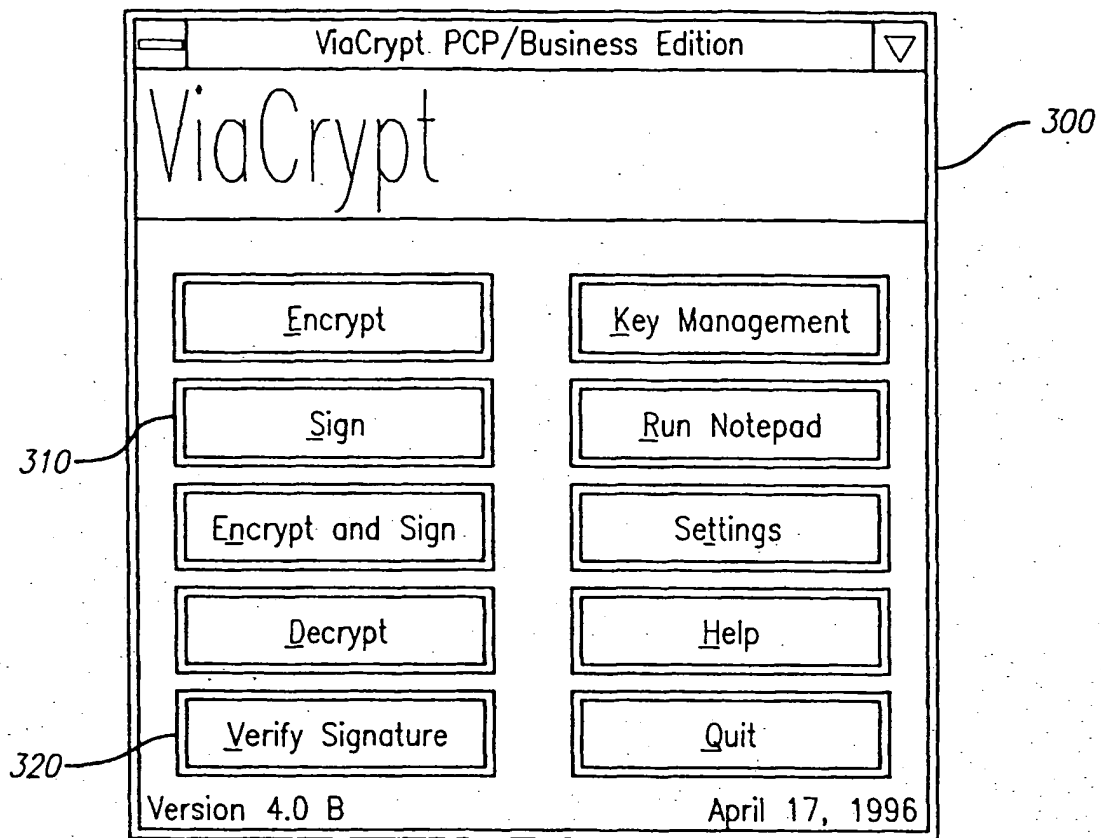 ViaCrypt PCP/Business Edition
ViaCrypt
300
Encrypt
Key Management
310
Sign
Run Notepad
Encrypt and Sign
Settings
Decrypt
Help
320
Verify Signature
Quit
Version 4.0 B
April 17, 1996